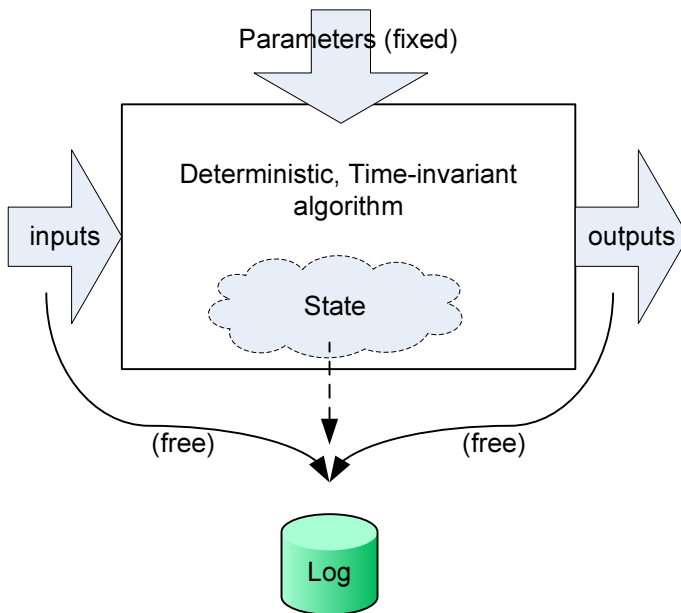 Parameters (fixed)
Deterministic, Time-invariant
algorithm
inputs
outputs
State
(free)
(free)
Log